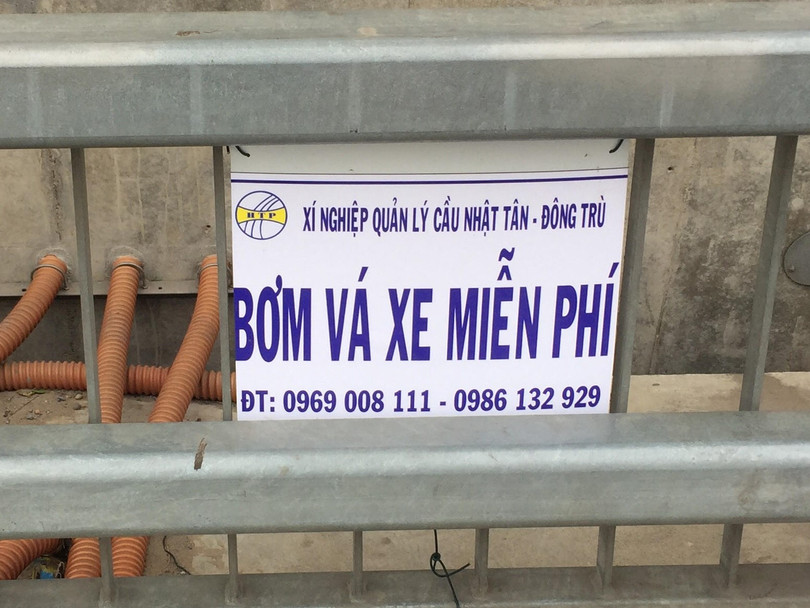 HTP
XÍ NGHIỆP QUẢN LÝ CẦU NHẬT TÂN - ĐÔNG TRÙ
BƠM VÁ XE MIỄN PHÍ
ĐT: 0969 008 111 - 0986 132 929